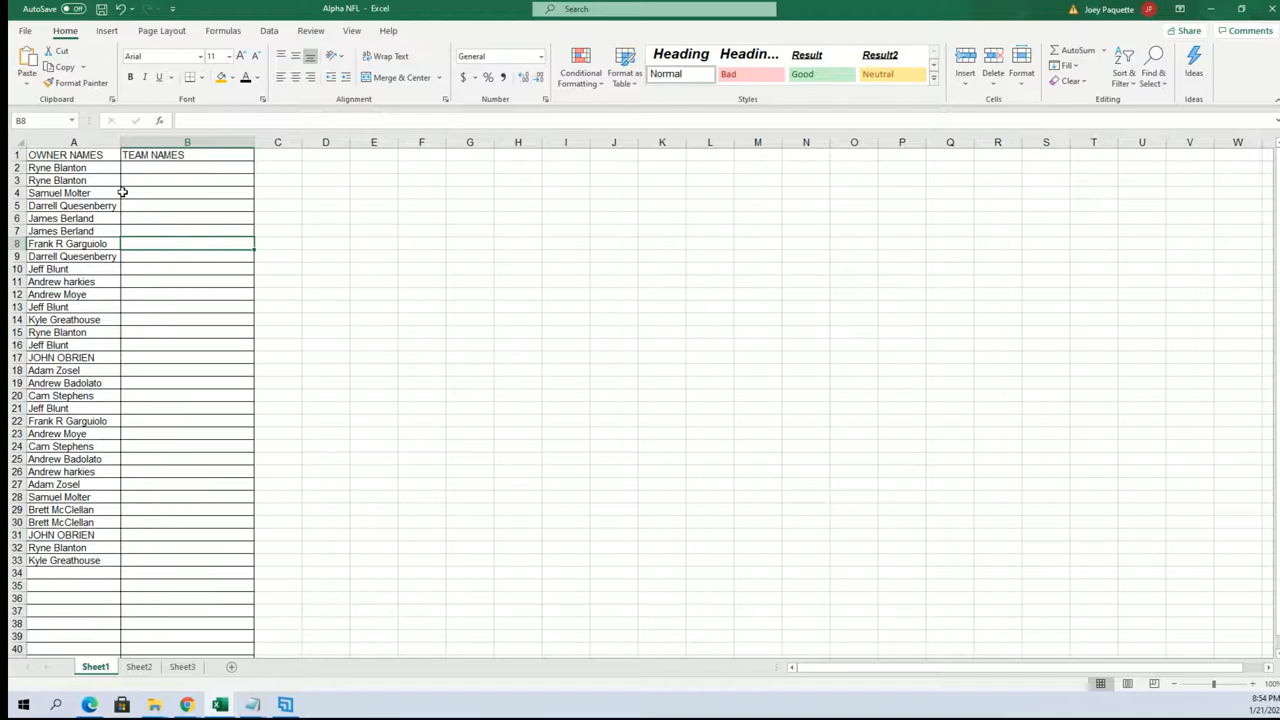 AutoSave Off Alpha NFL - Excel Search Joey Paquette JP
File Home Insert Page Layout Formulas Data Review View Help Share Comments
Paste Cut Copy Format Painter Clipboard
Arial 11 B I U A Font
Wrap Text Merge & Center Alignment
General $ % Number
Conditional Formatting Format as Table Heading Headin... Result Result2 Normal Bad Good Neutral Styles
Insert Delete Format Cells
AutoSum Fill Clear Sort & Filter Find & Select Editing
Ideas Ideas
B8 fx
A B C D E F G H I J K L M N O P Q R S T U V W
1 OWNER NAMES TEAM NAMES
2 Ryne Blanton
3 Ryne Blanton
4 Samuel Molter
5 Darrell Quesenberry
6 James Berland
7 James Berland
8 Frank R Garguiolo
9 Darrell Quesenberry
10 Jeff Blunt
11 Andrew harkies
12 Andrew Moye
13 Jeff Blunt
14 Kyle Greathouse
15 Ryne Blanton
16 Jeff Blunt
17 JOHN OBRIEN
18 Adam Zosel
19 Andrew Badolato
20 Cam Stephens
21 Jeff Blunt
22 Frank R Garguiolo
23 Andrew Moye
24 Cam Stephens
25 Andrew Badolato
26 Andrew harkies
27 Adam Zosel
28 Samuel Molter
29 Brett McClellan
30 Brett McClellan
31 JOHN OBRIEN
32 Ryne Blanton
33 Kyle Greathouse
34
35
36
37
38
39
40
Sheet1 Sheet2 Sheet3
100%
8:54 PM
1/21/202